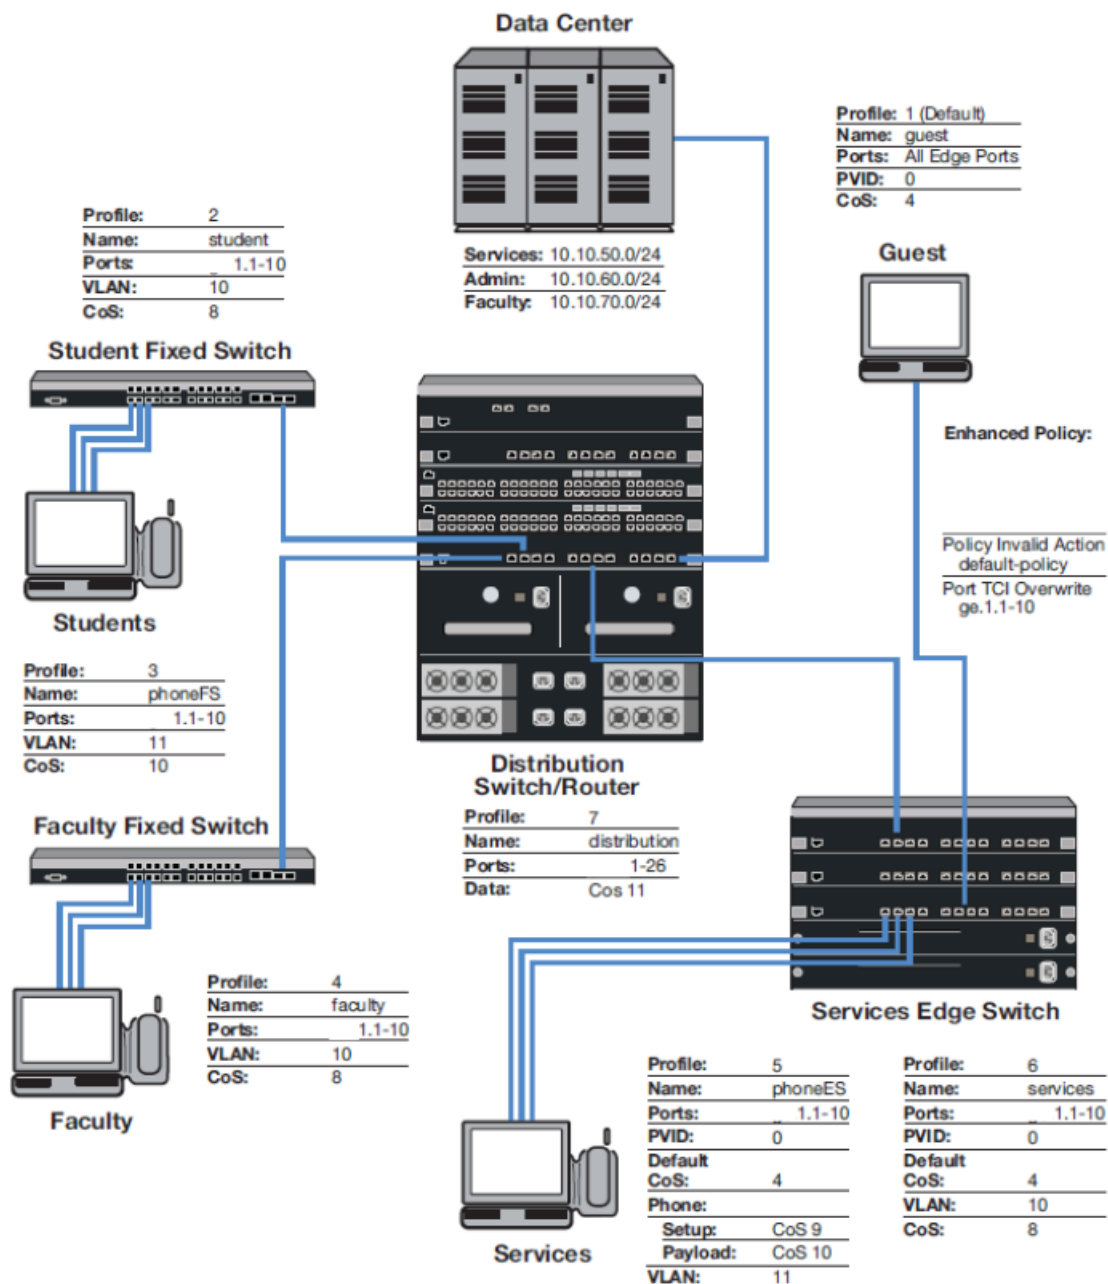 Data Center
Services: 10.10.50.0/24
Admin: 10.10.60.0/24
Faculty: 10.10.70.0/24
Profile: 1 (Default)
Name: guest
Ports: All Edge Ports
PVID: 0
CoS: 4
Guest
Profile: 2
Name: student
Ports: 1.1-10
VLAN: 10
CoS: 8
Student Fixed Switch
Students
Enhanced Policy:
Policy Invalid Action
default-policy
Port TCI Overwrite
ge.1.1-10
Profile: 3
Name: phoneFS
Ports: 1.1-10
VLAN: 11
CoS: 10
Faculty Fixed Switch
Distribution
Switch/Router
Profile: 7
Name: distribution
Ports: 1-26
Data: Cos 11
Profile: 4
Name: faculty
Ports: 1.1-10
VLAN: 10
CoS: 8
Faculty
Services Edge Switch
Profile: 5
Name: phoneES
Ports: 1.1-10
PVID: 0
Default
CoS: 4
Phone:
Setup: CoS 9
Payload: CoS 10
VLAN: 11
Profile: 6
Name: services
Ports: 1.1-10
PVID: 0
Default
CoS: 4
VLAN: 10
CoS: 8
Services